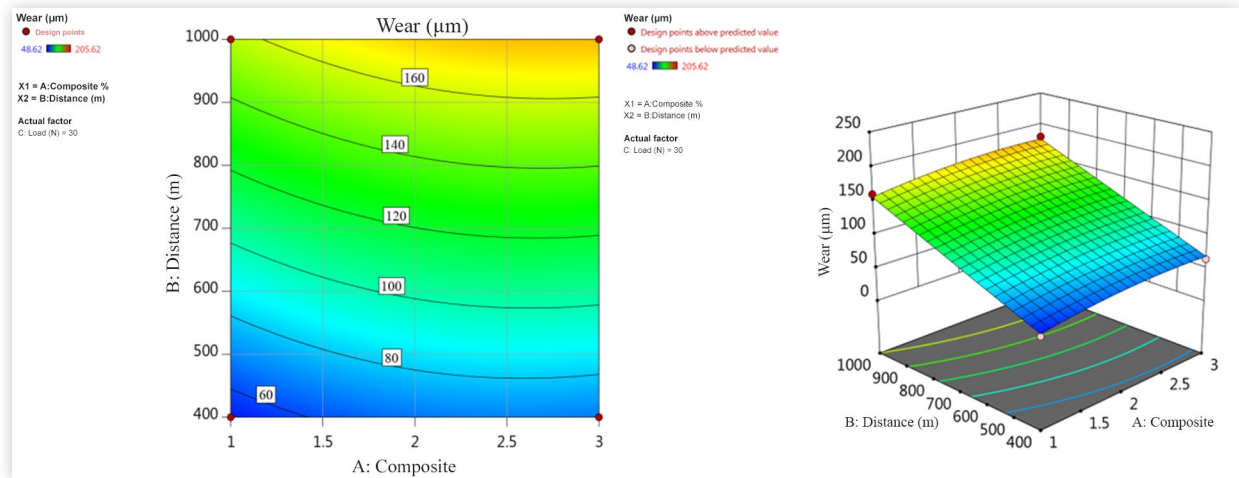 Wear (µm)
Design points
48.62 205.62
X1 = A:Composite %
X2 = B:Distance (m)
Actual factor
C: Load (N) = 30
Wear (µm)
B: Distance (m)
1000
900
800
700
600
500
400
160
140
120
100
80
60
1 1.5 2 2.5 3
A: Composite
Wear (µm)
Design points above predicted value
Design points below predicted value
48.62 205.62
X1 = A:Composite %
X2 = B:Distance (m)
Actual factor
C: Load (N) = 30
Wear (µm)
250
200
150
100
50
0
1000
900
800
700
600
500
400
B: Distance (m)
1
1.5
2
2.5
3
A: Composite